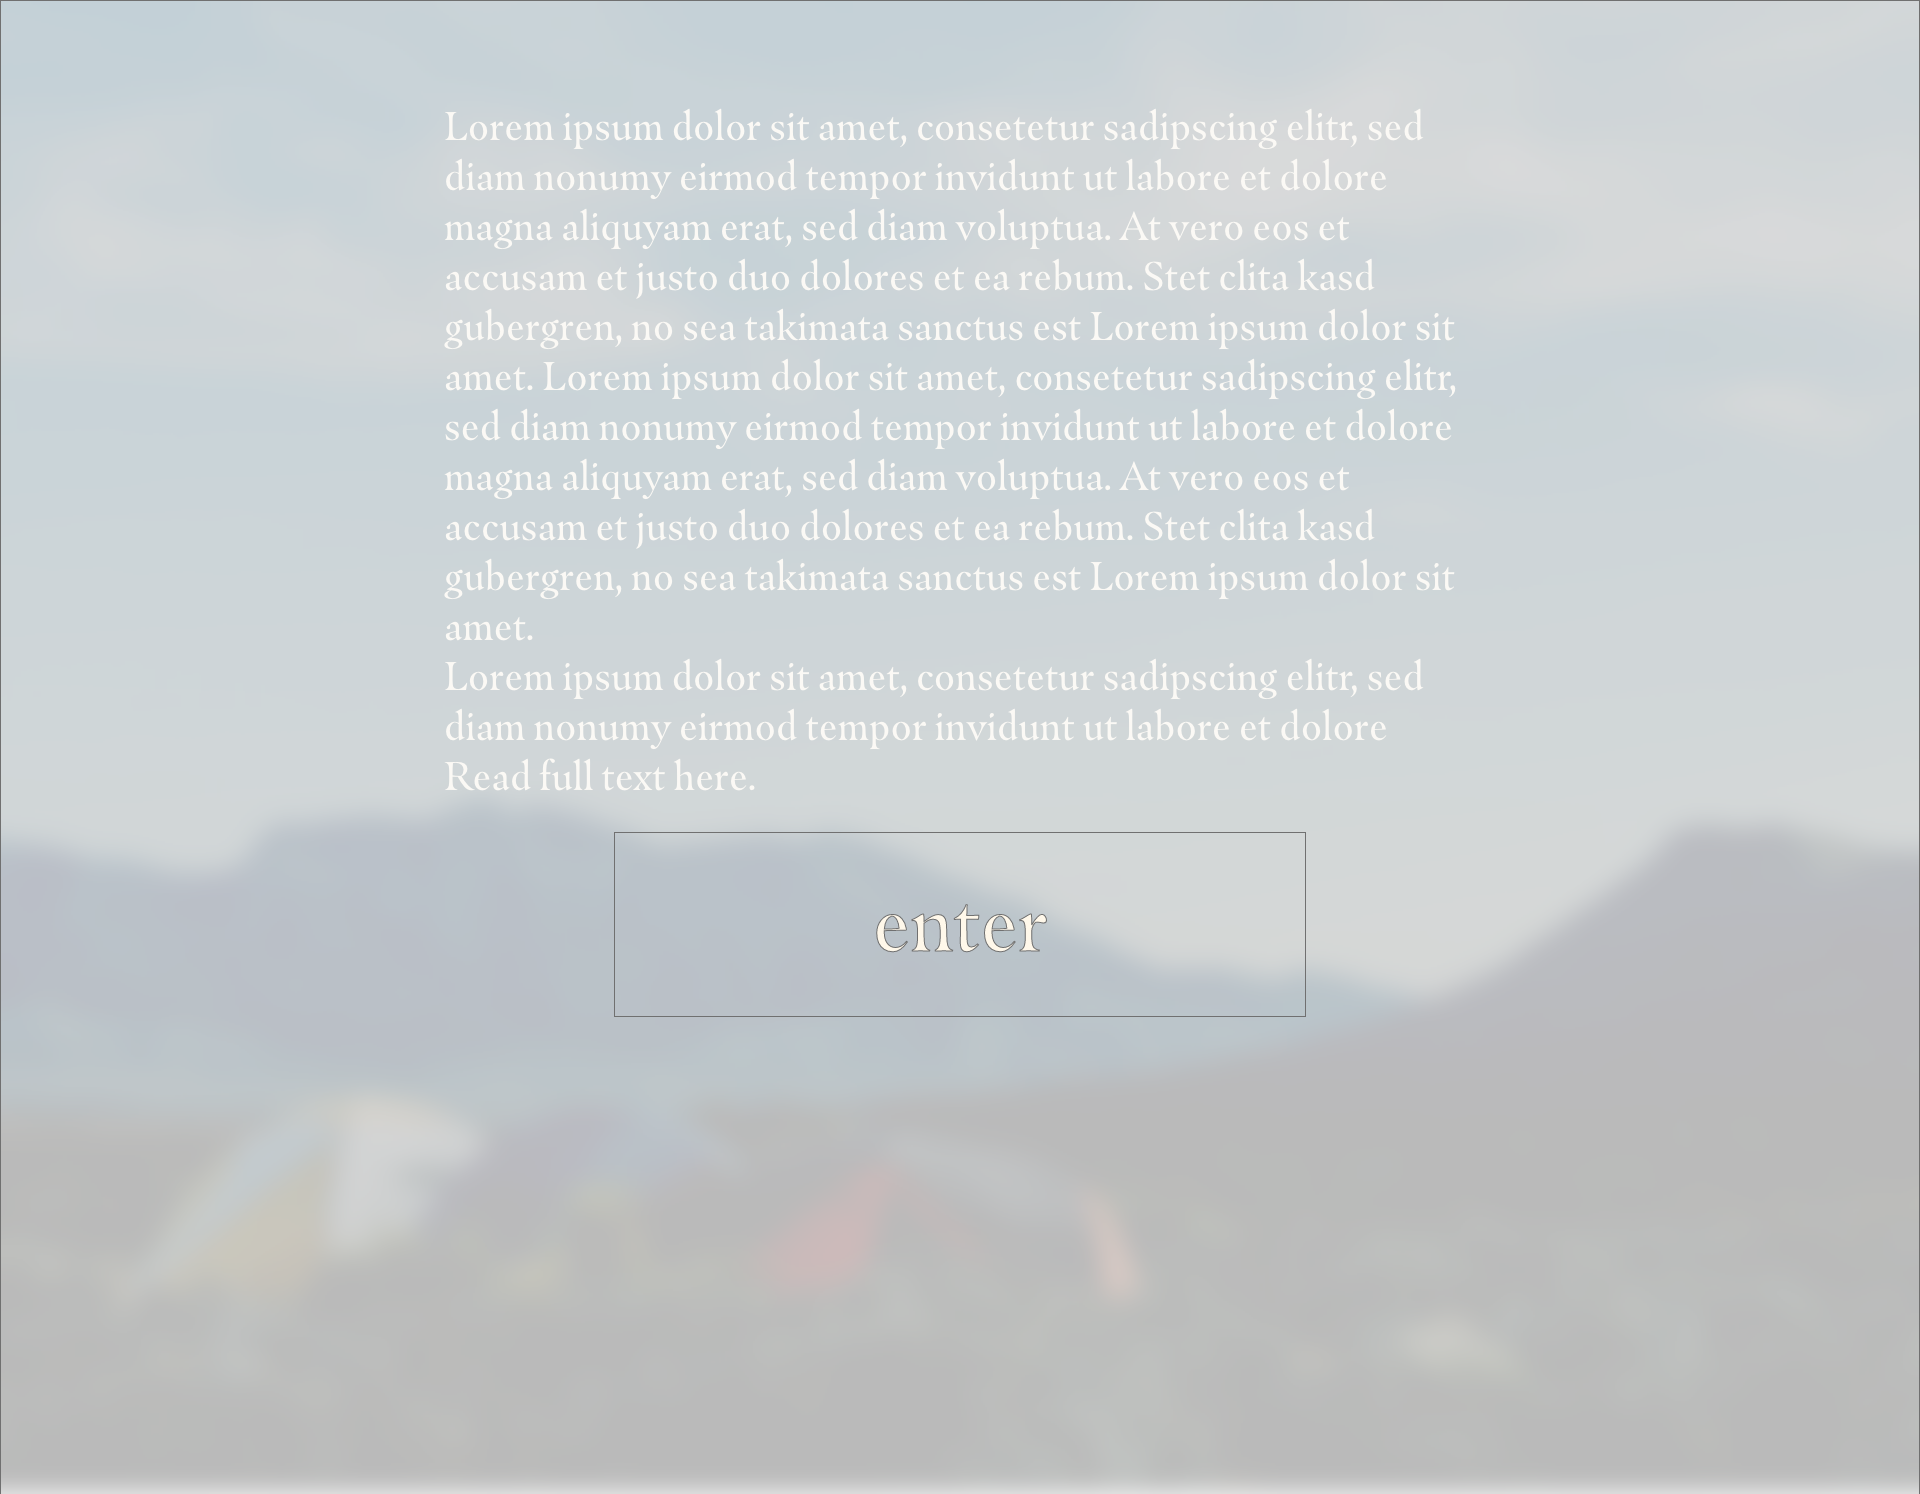 Lorem ipsum dolor sit amet, consetetur sadipscing elitr, sed
diam nonumy eirmod tempor invidunt ut labore et dolore
magna aliquyam erat, sed diam voluptua. At vero eos et
accusam et justo duo dolores et ea rebum. Stet clita kasd
gubergren, no sea takimata sanctus est Lorem ipsum dolor sit
amet. Lorem ipsum dolor sit amet, consetetur sadipscing elitr,
sed diam nonumy eirmod tempor invidunt ut labore et dolore
magna aliquyam erat, sed diam voluptua. At vero eos et
accusam et justo duo dolores et ea rebum. Stet clita kasd
gubergren, no sea takimata sanctus est Lorem ipsum dolor sit
amet.
Lorem ipsum dolor sit amet, consetetur sadipscing elitr, sed
diam nonumy eirmod tempor invidunt ut labore et dolore
Read full text here.
enter